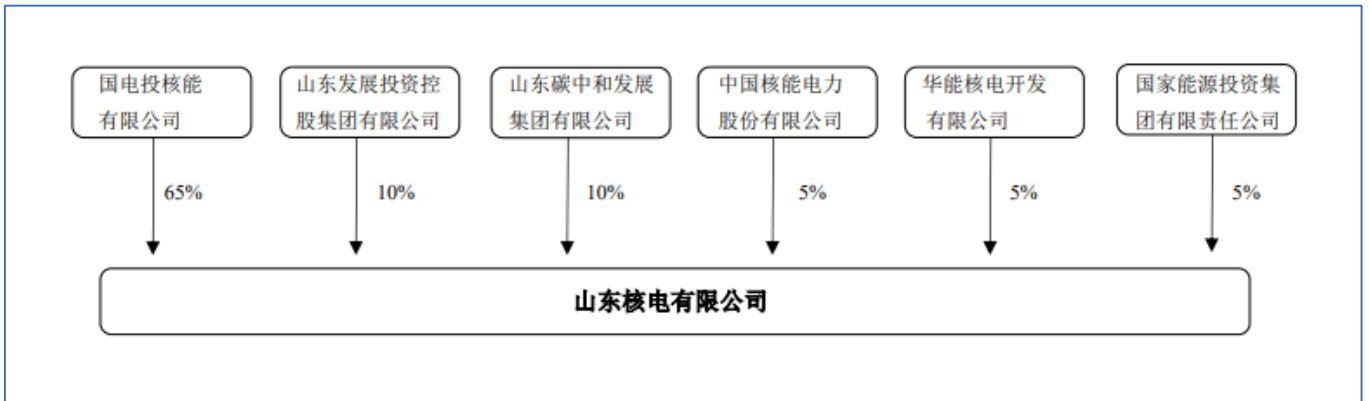 国电投核能
有限公司
山东发展投资控
股集团有限公司
山东碳中和发展
集团有限公司
中国核能电力
股份有限公司
华能核电开发
有限公司
国家能源投资集
团有限责任公司
65%
10%
10%
5%
5%
5%
山东核电有限公司